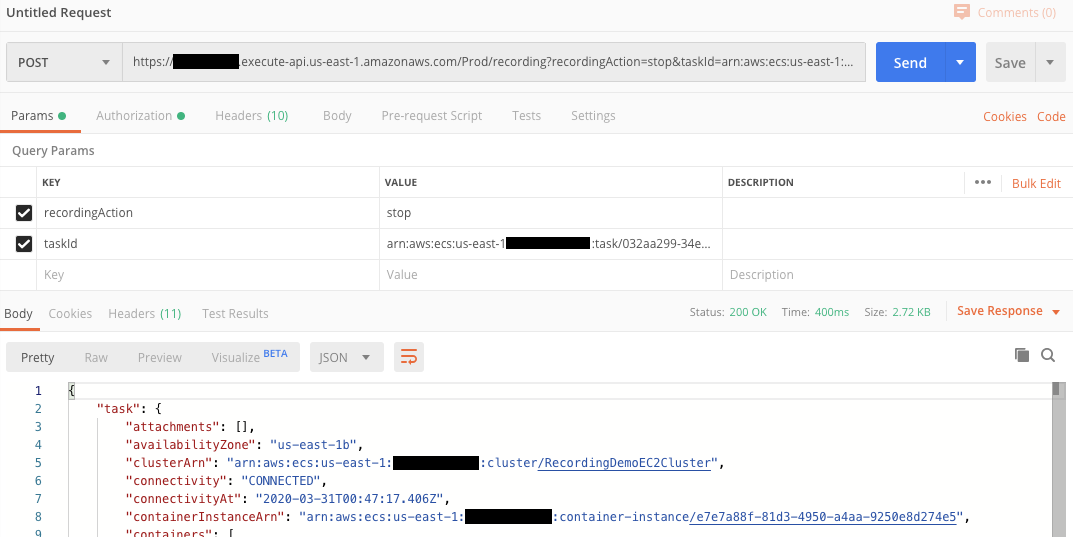 Untitled Request Comments (0)
POST https:// .execute-api.us-east-1.amazonaws.com/Prod/recording?recordingAction=stop&taskId=arn:aws:ecs:us-east-1:... Send Save
Params Authorization Headers (10) Body Pre-request Script Tests Settings Cookies Code
Query Params
KEY VALUE DESCRIPTION ••• Bulk Edit
recordingAction stop
taskId arn:aws:ecs:us-east-1 :task/032aa299-34e...
Key Value Description
Body Cookies Headers (11) Test Results Status: 200 OK Time: 400ms Size: 2.72 KB Save Response
Pretty Raw Preview Visualize BETA JSON
1 {
2 "task": {
3 "attachments": [],
4 "availabilityZone": "us-east-1b",
5 "clusterArn": "arn:aws:ecs:us-east-1: :cluster/RecordingDemoEC2Cluster",
6 "connectivity": "CONNECTED",
7 "connectivityAt": "2020-03-31T00:47:17.406Z",
8 "containerInstanceArn": "arn:aws:ecs:us-east-1: :container-instance/e7e7a88f-81d3-4950-a4aa-9250e8d274e5",
9 "containers": [